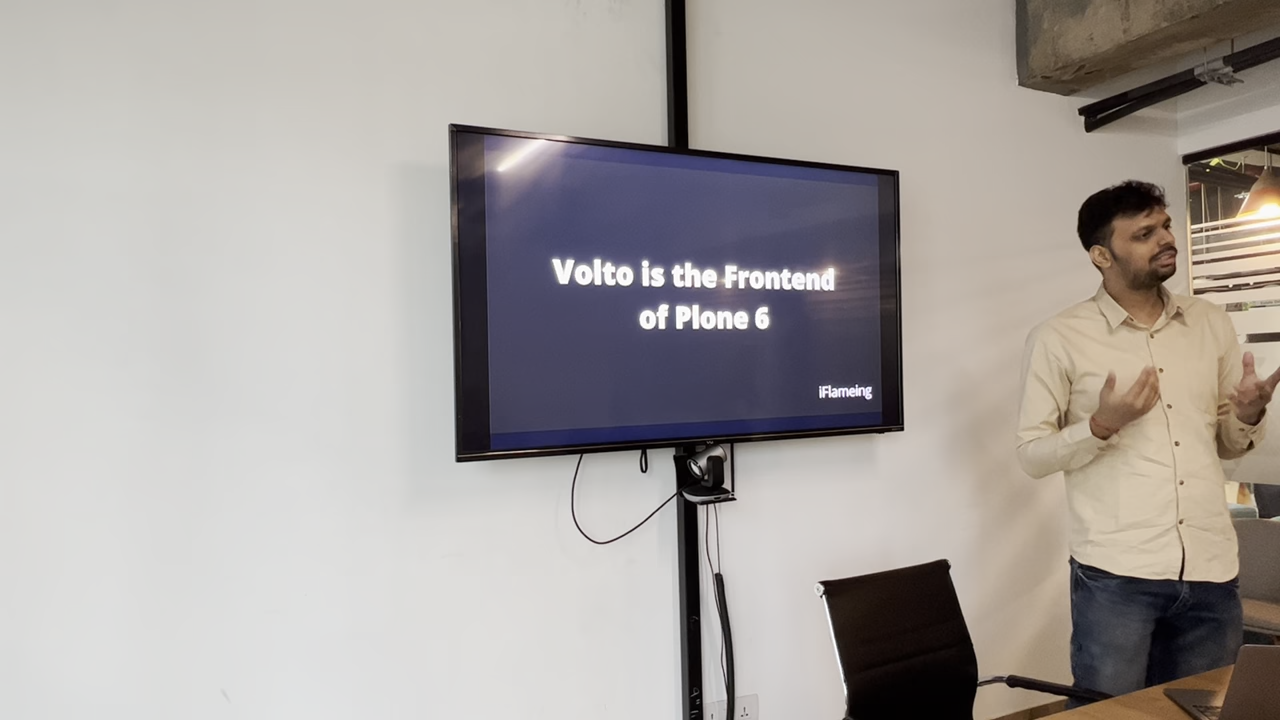 Volto is the Frontend
of Plone 6
iFlameing